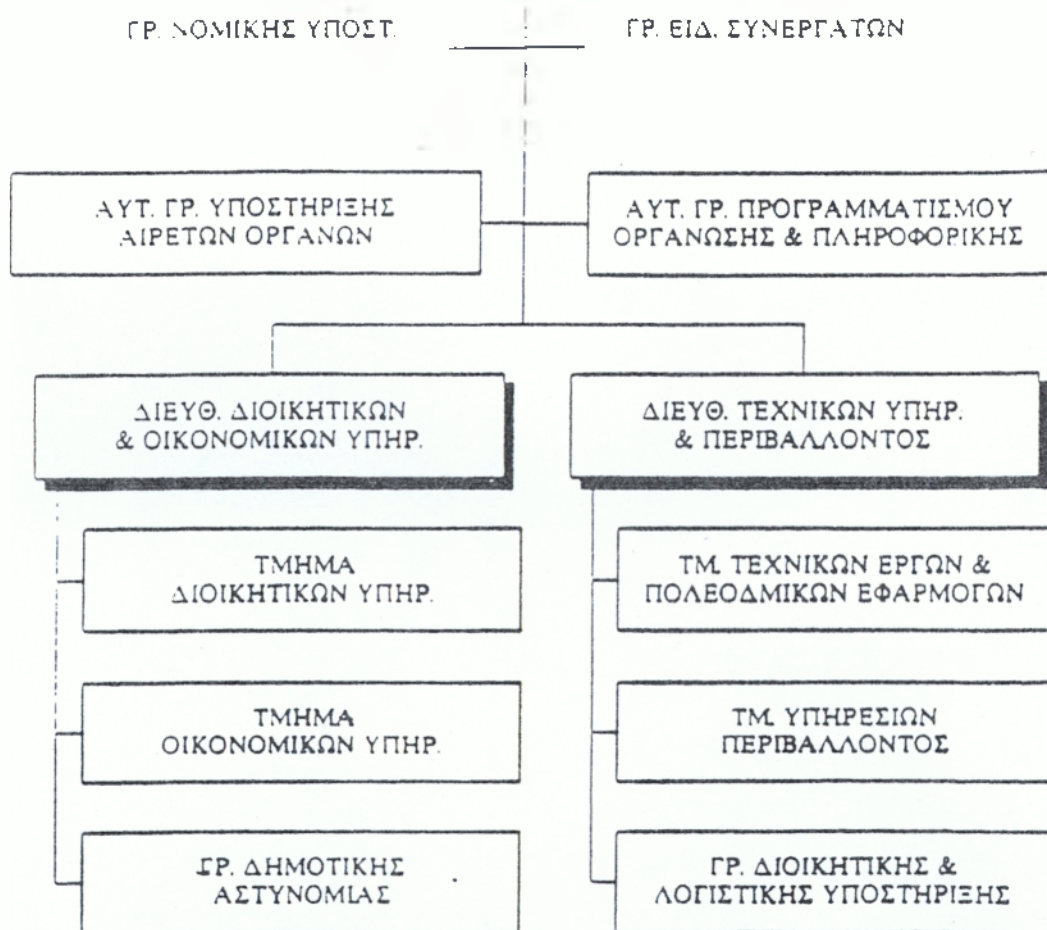 ΓΡ. ΝΟΜΙΚΗΣ ΥΠΟΣΤ.
ΓΡ. ΕΙΔ. ΣΥΝΕΡΓΑΤΩΝ
ΑΥΤ. ΓΡ. ΥΠΟΣΤΗΡΙΞΗΣ
ΑΙΡΕΤΩΝ ΟΡΓΑΝΩΝ
ΑΥΤ. ΓΡ. ΠΡΟΓΡΑΜΜΑΤΙΣΜΟΥ
ΟΡΓΑΝΩΣΗΣ & ΠΛΗΡΟΦΟΡΙΚΗΣ
ΔΙΕΥΘ. ΔΙΟΙΚΗΤΙΚΩΝ
& ΟΙΚΟΝΟΜΙΚΩΝ ΥΠΗΡ.
ΤΜΗΜΑ
ΔΙΟΙΚΗΤΙΚΩΝ ΥΠΗΡ.
ΤΜΗΜΑ
ΟΙΚΟΝΟΜΙΚΩΝ ΥΠΗΡ.
ΓΡ. ΔΗΜΟΤΙΚΗΣ
ΑΣΤΥΝΟΜΙΑΣ
ΔΙΕΥΘ. ΤΕΧΝΙΚΩΝ ΥΠΗΡ.
& ΠΕΡΙΒΑΛΛΟΝΤΟΣ
ΤΜ. ΤΕΧΝΙΚΩΝ ΕΡΓΩΝ &
ΠΟΛΕΟΔΜΙΚΩΝ ΕΦΑΡΜΟΓΩΝ
ΤΜ. ΥΠΗΡΕΣΙΩΝ
ΠΕΡΙΒΑΛΛΟΝΤΟΣ
ΓΡ. ΔΙΟΙΚΗΤΙΚΗΣ &
ΛΟΓΙΣΤΙΚΗΣ ΥΠΟΣΤΗΡΙΞΗΣ